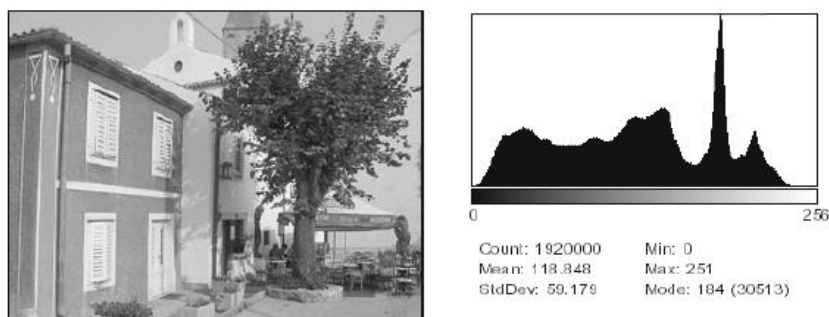 0 256
Count: 1920000 Min: 0
Mean: 118.848 Max: 251
StdDev: 59.179 Mode: 184 (30513)